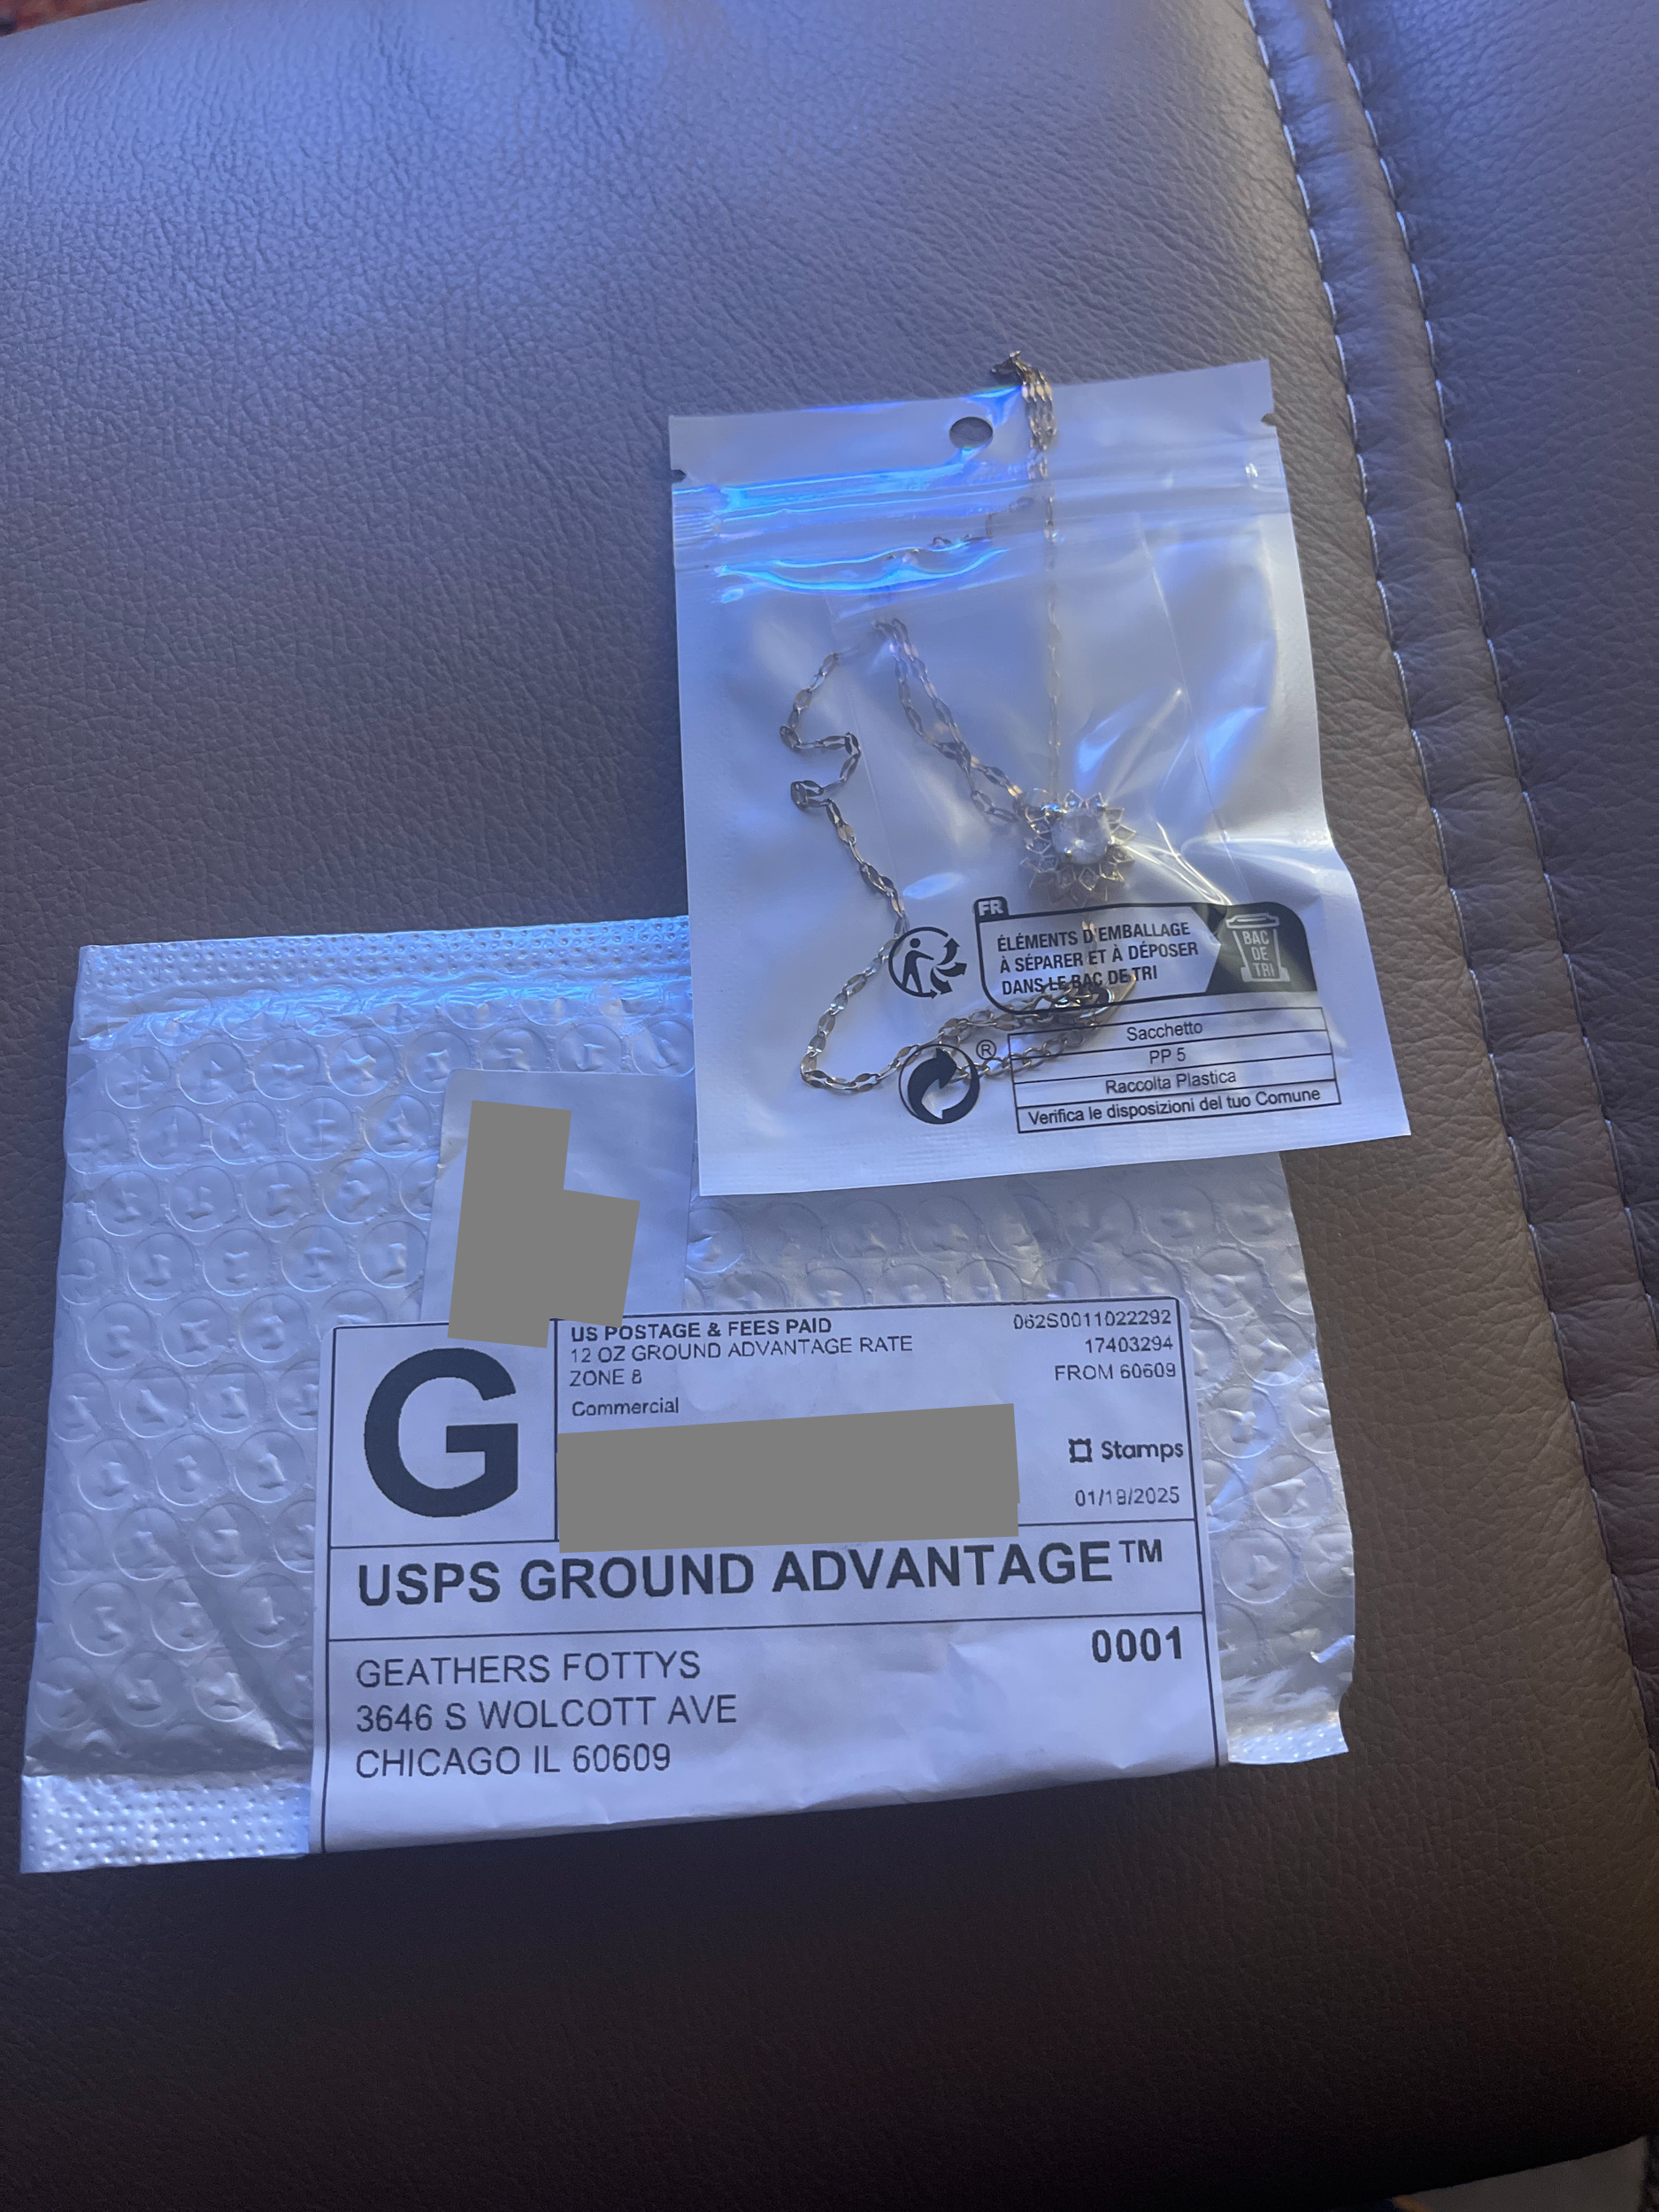 FR
ÉLÉMENTS D'EMBALLAGE
À SÉPARER ET À DÉPOSER
DANS LE BAC DE TRI
BAC
DE
TRI
®
Sacchetto
PP 5
Raccolta Plastica
Verifica le disposizioni del tuo Comune
G
US POSTAGE & FEES PAID
12 OZ GROUND ADVANTAGE RATE
ZONE 8
Commercial
062S0011022292
17403294
FROM 60609
Stamps
01/19/2025
USPS GROUND ADVANTAGE™
GEATHERS FOTTYS
3646 S WOLCOTT AVE
CHICAGO IL 60609
0001